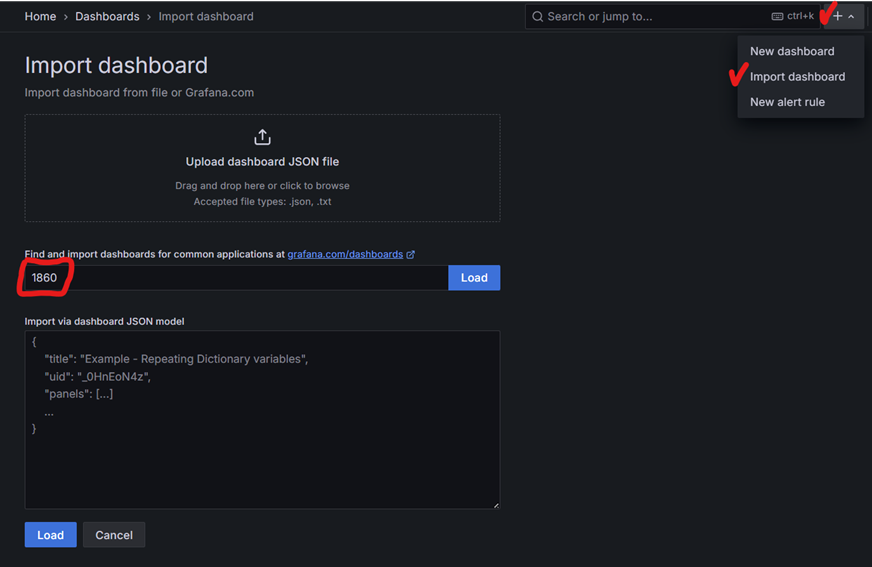 Home > Dashboards > Import dashboard
Search or jump to...
ctrl+k
+
New dashboard
Import dashboard
New alert rule
Import dashboard
Import dashboard from file or Grafana.com
Upload dashboard JSON file
Drag and drop here or click to browse
Accepted file types: .json, .txt
Find and import dashboards for common applications at grafana.com/dashboards
1860
Load
Import via dashboard JSON model
{
"title": "Example - Repeating Dictionary variables",
"uid": "_0HnEoN4z",
"panels": [...]
...
}
Load
Cancel